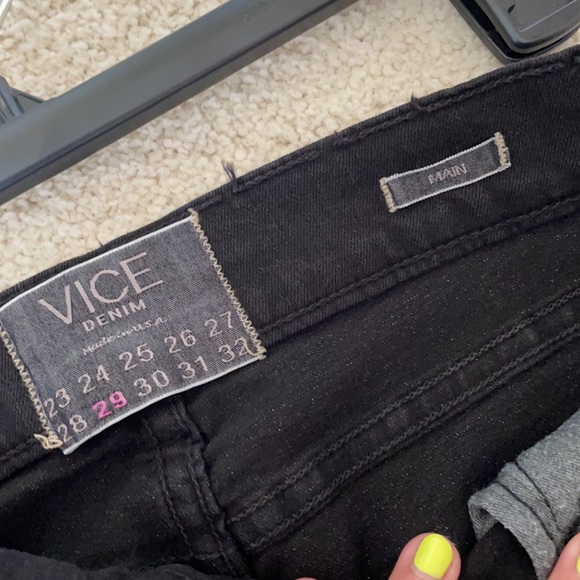 VICE
DENIM
Made in U.S.A.
23 24 25 26 27
28 29 30 31 32
MAIN